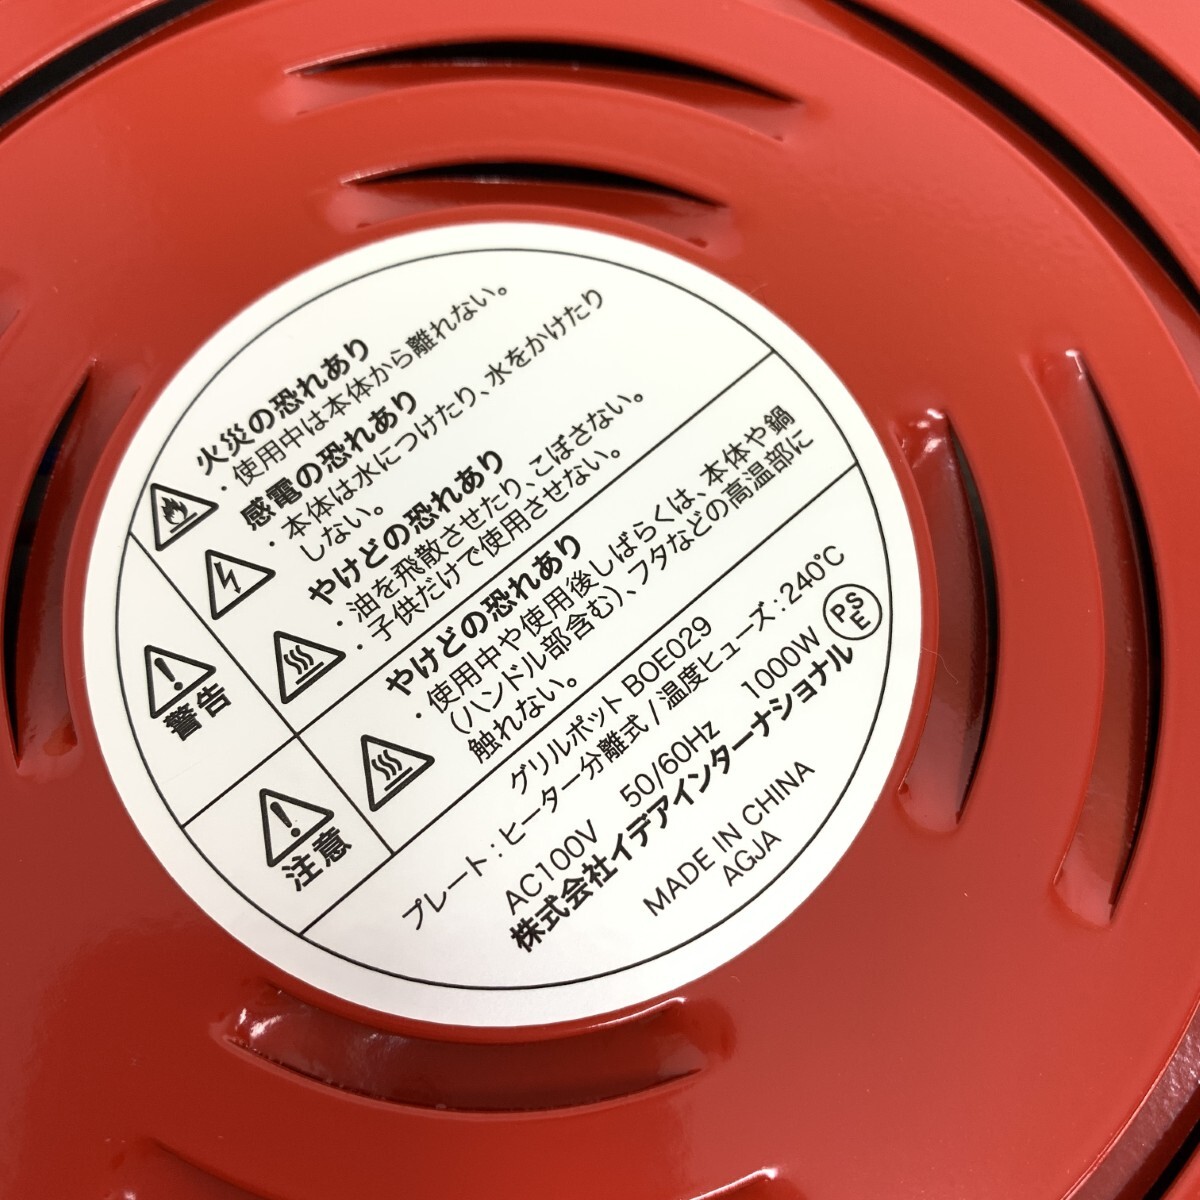 火災の恐れあり
・使用中は本体から離れない。
感電の恐れあり
・本体は水につけたり、水をかけたり
しない。
やけどの恐れあり
・油を飛散させたり、こぼさない。
・子供だけで使用させない。
警告
やけどの恐れあり
・使用中や使用後しばらくは、本体や鍋
(ハンドル部含む)、フタなどの高温部に
触れない。
注意
グリルポット BOE029
プレート：ヒーター分離式 / 温度ヒューズ：240℃
AC100V 50/60Hz 1000W
株式会社イデアインターナショナル
PSE
MADE IN CHINA
AGJA